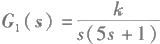 G₁(s) = k / s(5s + 1)